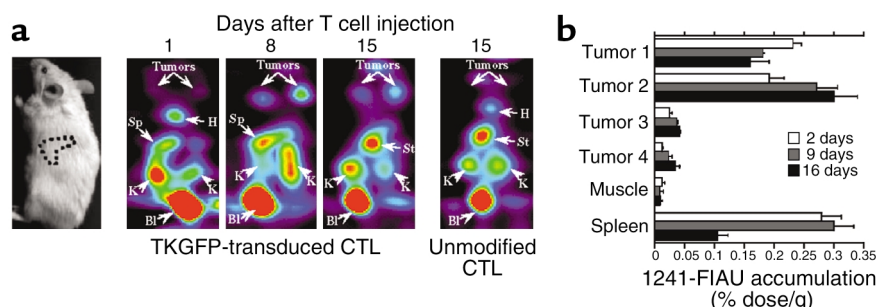 a
Days after T cell injection
1
8
15
15
Tumors
Tumors
Tumors
Tumors
H
Sp
K
K
Bl
Sp
K
K
Bl
St
K
K
Bl
H
St
K
K
Bl
TKGFP-transduced CTL
Unmodified
CTL
b
Tumor 1
Tumor 2
Tumor 3
Tumor 4
Muscle
Spleen
2 days
9 days
16 days
0 0.05 0.1 0.15 0.2 0.25 0.3 0.35
1241-FIAU accumulation
(% dose/g)